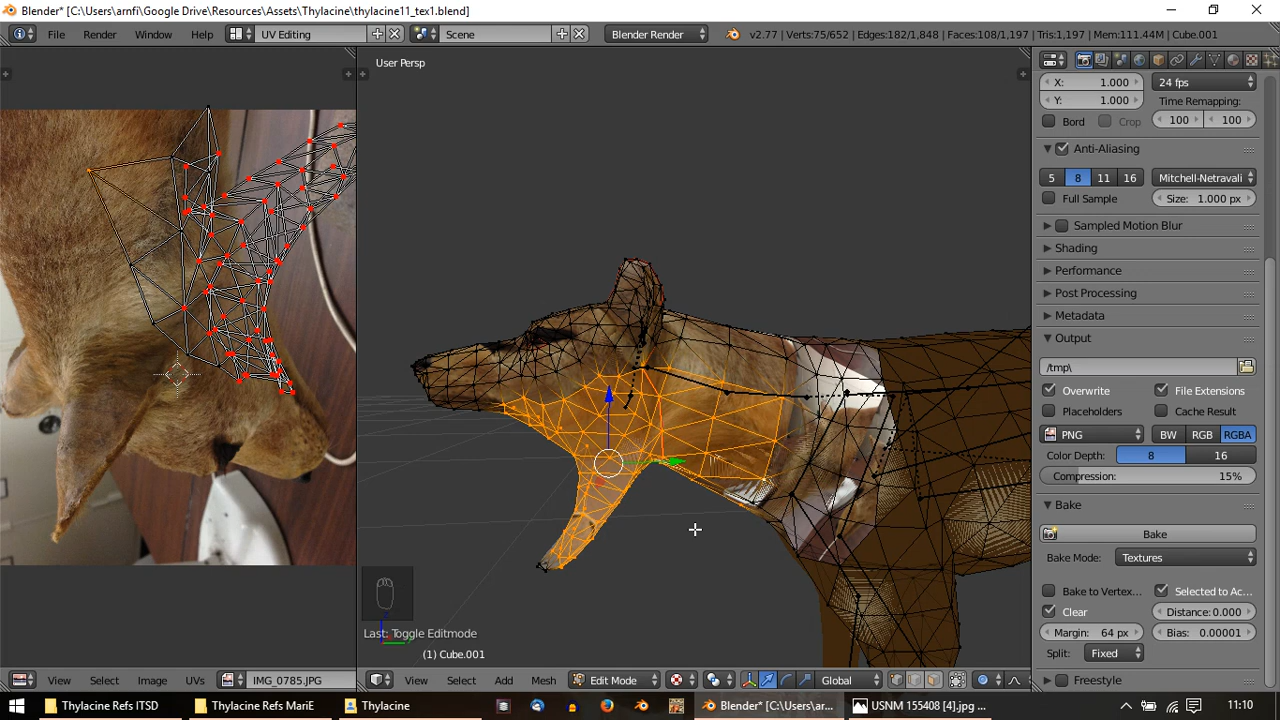 Blender* [C:\Users\arnfi\Google Drive\Resources\Assets\Thylacine\thylacine11_tex1.blend]
File Render Window Help UV Editing Scene Blender Render v2.77 | Verts:75/652 | Edges:182/1,848 | Faces:108/1,197 | Tris:1,197 | Mem:111.44M | Cube.001
User Persp
X: 1.000 24 fps
Y: 1.000 Time Remapping:
Bord Crop 100 100
Anti-Aliasing
5 8 11 16 Mitchell-Netravali
Full Sample Size: 1.000 px
Sampled Motion Blur
Shading
Performance
Post Processing
Metadata
Output
/tmp\
Overwrite File Extensions
Placeholders Cache Result
PNG BW RGB RGBA
Color Depth: 8 16
Compression: 15%
Bake
Bake
Bake Mode: Textures
Bake to Vertex... Selected to Ac...
Clear Distance: 0.000
Margin: 64 px Bias: 0.00001
Split: Fixed
Freestyle
Last: Toggle Editmode
(1) Cube.001
View Select Image UVs IMG_0785.JPG
View Select Add Mesh Edit Mode Global
Thylacine Refs ITSD Thylacine Refs MariE Thylacine Blender* [C:\Users\ar... USNM 155408 [4].jpg ... 11:10